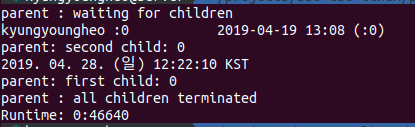 parent : waiting for children
kyungyoungheo :0           2019-04-19 13:08 (:0)
parent: second child: 0
2019. 04. 28. (일) 12:22:10 KST
parent: first child: 0
parent : all children terminated
Runtime: 0:46640